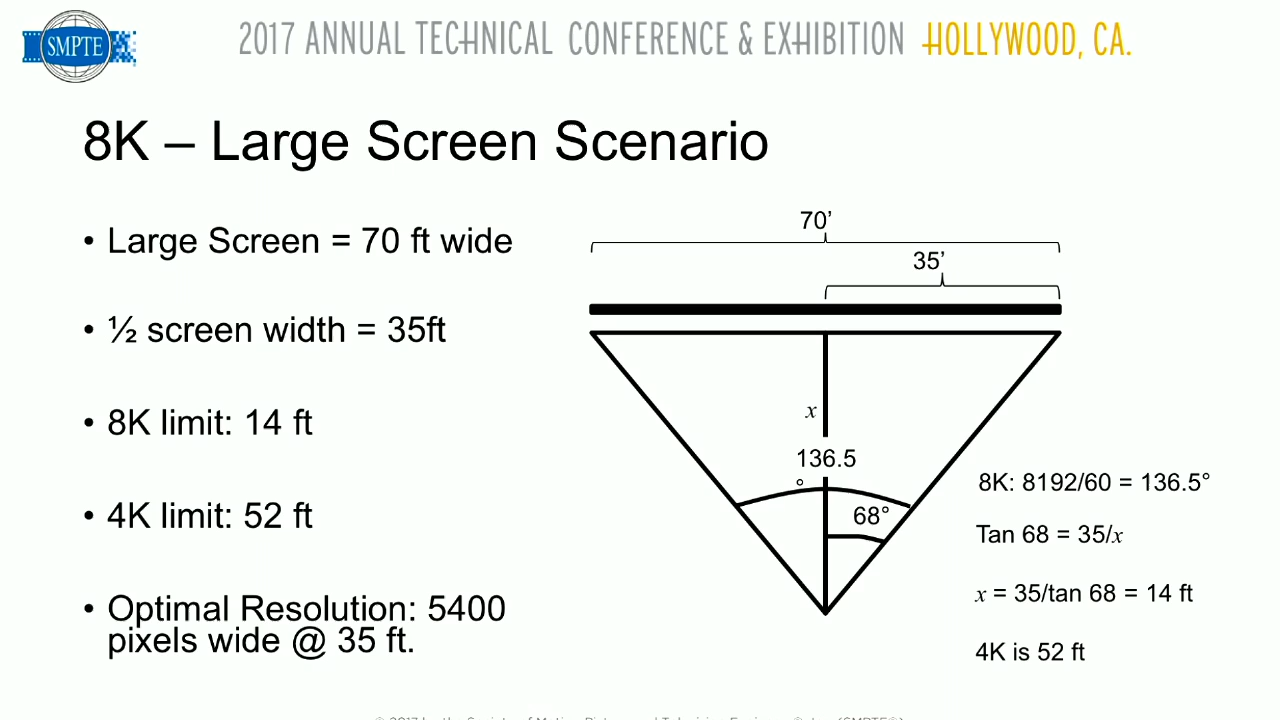 SMPTE
2017 ANNUAL TECHNICAL CONFERENCE & EXHIBITION HOLLYWOOD, CA.
8K – Large Screen Scenario
• Large Screen = 70 ft wide
• ½ screen width = 35ft
• 8K limit: 14 ft
• 4K limit: 52 ft
• Optimal Resolution: 5400
pixels wide @ 35 ft.
70’
35’
x
136.5
°
68°
8K: 8192/60 = 136.5°
Tan 68 = 35/x
x = 35/tan 68 = 14 ft
4K is 52 ft